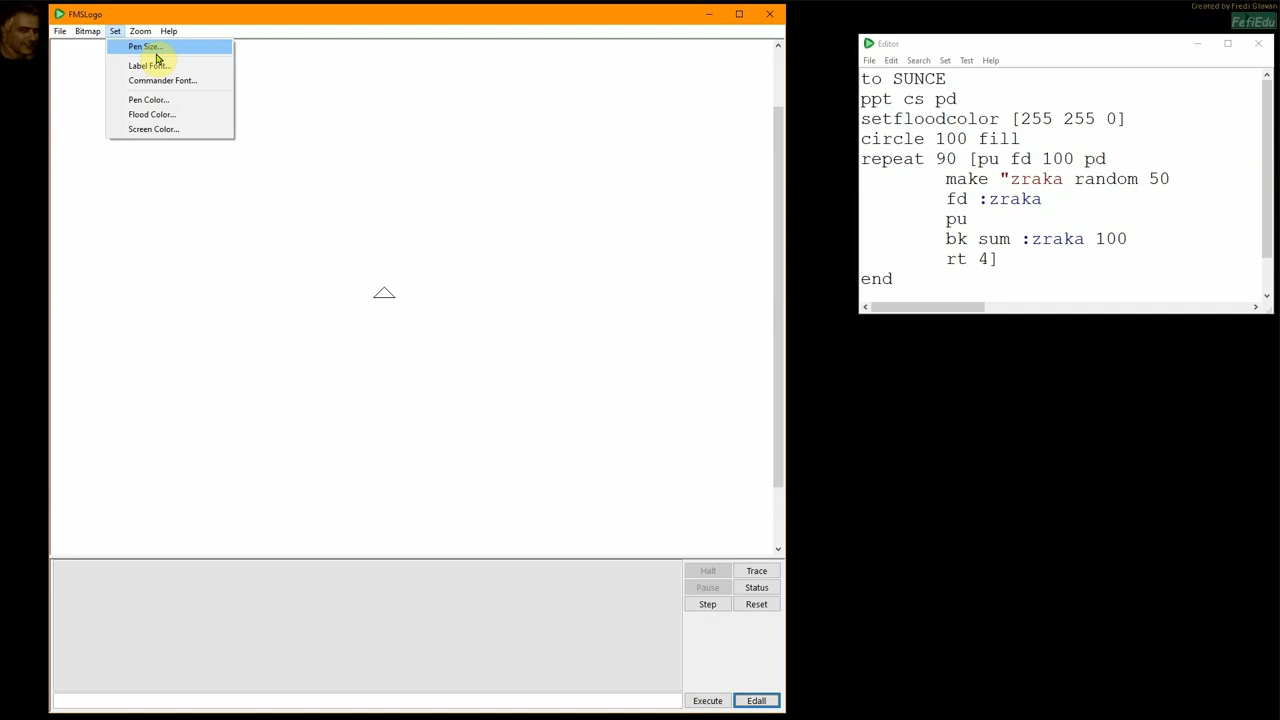 Created by Fredi Glavan
FefiEdu
FMSLogo
File Bitmap Set Zoom Help
Pen Size...
Label Font...
Commander Font...
Pen Color...
Flood Color...
Screen Color...
Editor
File Edit Search Set Test Help
to SUNCE
ppt cs pd
setfloodcolor [255 255 0]
circle 100 fill
repeat 90 [pu fd 100 pd
make "zraka random 50
fd :zraka
pu
bk sum :zraka 100
rt 4]
end
Halt Trace
Pause Status
Step Reset
Execute Edall